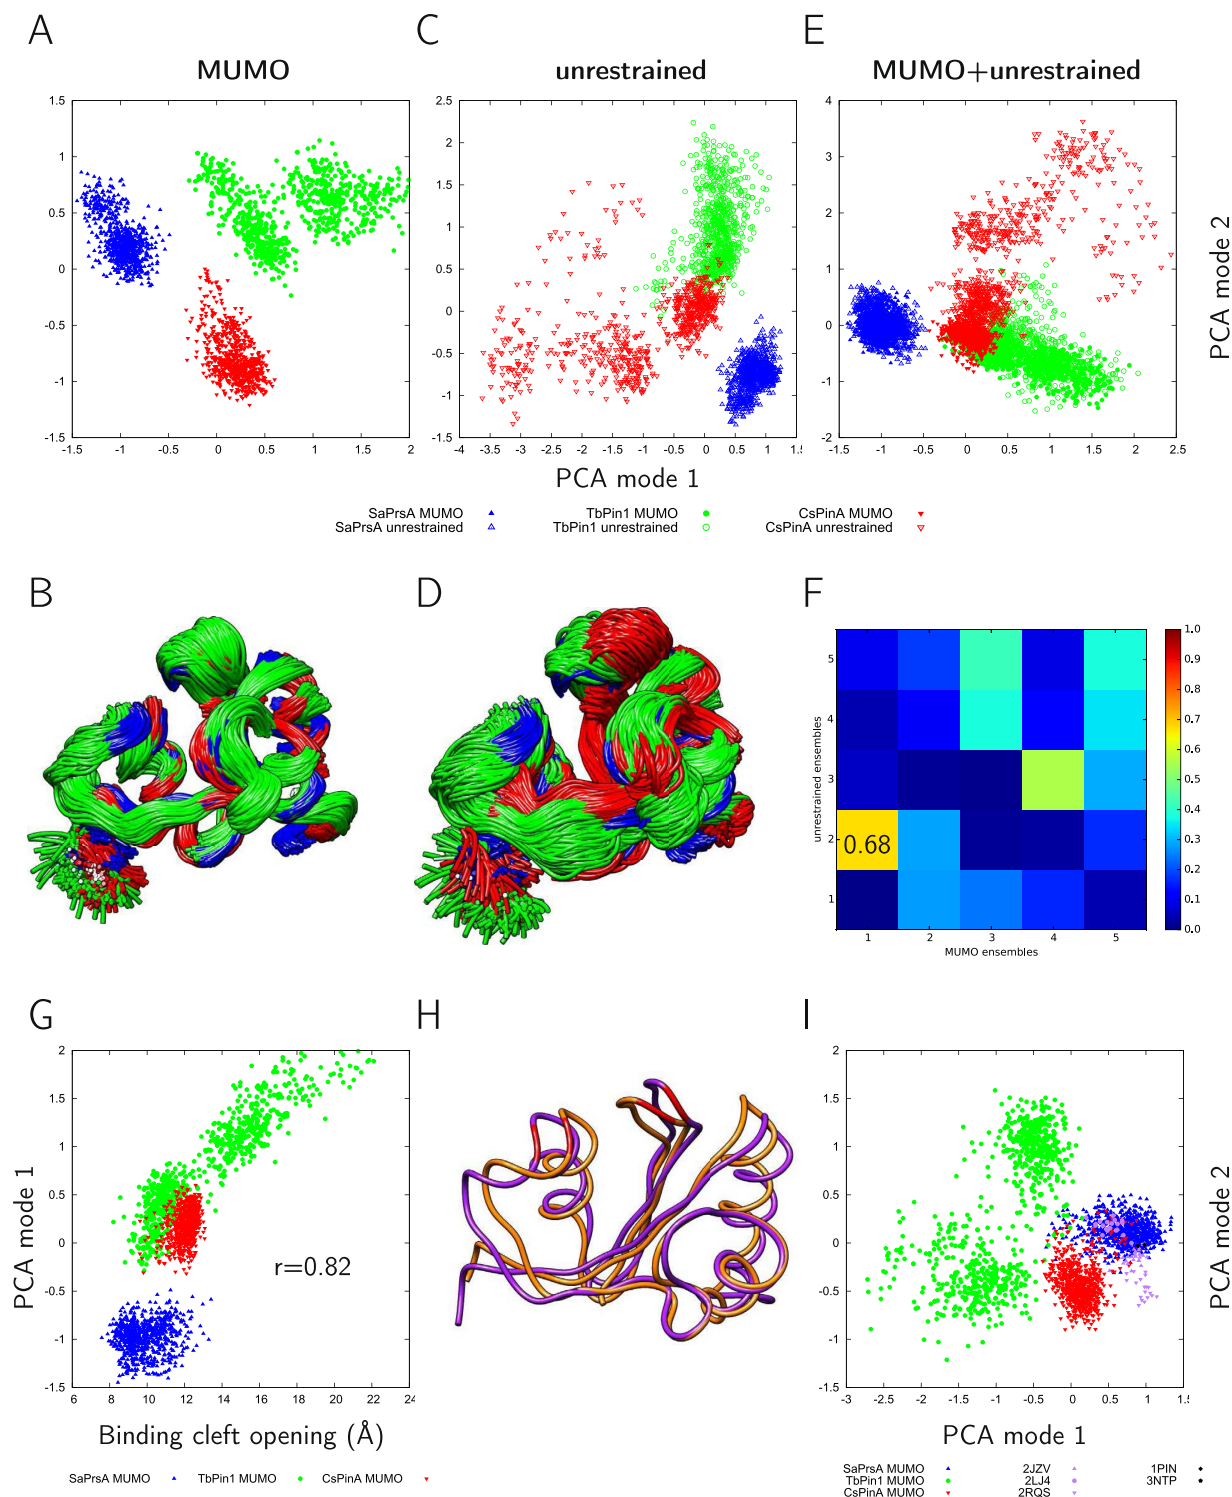 A
C
E
MUMO
unrestrained
MUMO+unrestrained
1.5
1
0.5
0
-0.5
-1
-1.5
-1.5 -1 -0.5 0 0.5 1 1.5 2
2.5
2
1.5
1
0.5
0
-0.5
-1
-1.5
-4 -3.5 -3 -2.5 -2 -1.5 -1 -0.5 0 0.5 1
4
3
2
1
0
-1
-2
-1.5 -1 -0.5 0 0.5 1 1.5 2 2.5
PCA mode 2
PCA mode 1
SaPrsA MUMO TbPin1 MUMO CsPinA MUMO
SaPrsA unrestrained TbPin1 unrestrained CsPinA unrestrained
B
D
F
unrestrained ensembles
5
4
3
2
1
0.68
1 2 3 4 5
MUMO ensembles
1.0
0.9
0.8
0.7
0.6
0.5
0.4
0.3
0.2
0.1
0.0
G
H
I
PCA mode 1
2
1.5
1
0.5
0
-0.5
-1
-1.5
r=0.82
6 8 10 12 14 16 18 20 22 24
Binding cleft opening (Å)
SaPrsA MUMO TbPin1 MUMO CsPinA MUMO
2
1.5
1
0.5
0
-0.5
-1
-1.5
-3 -2.5 -2 -1.5 -1 -0.5 0 0.5 1
PCA mode 2
PCA mode 1
SaPrsA MUMO 2JZV 1PIN
TbPin1 MUMO 2LJ4 3NTP
CsPinA MUMO 2RQS